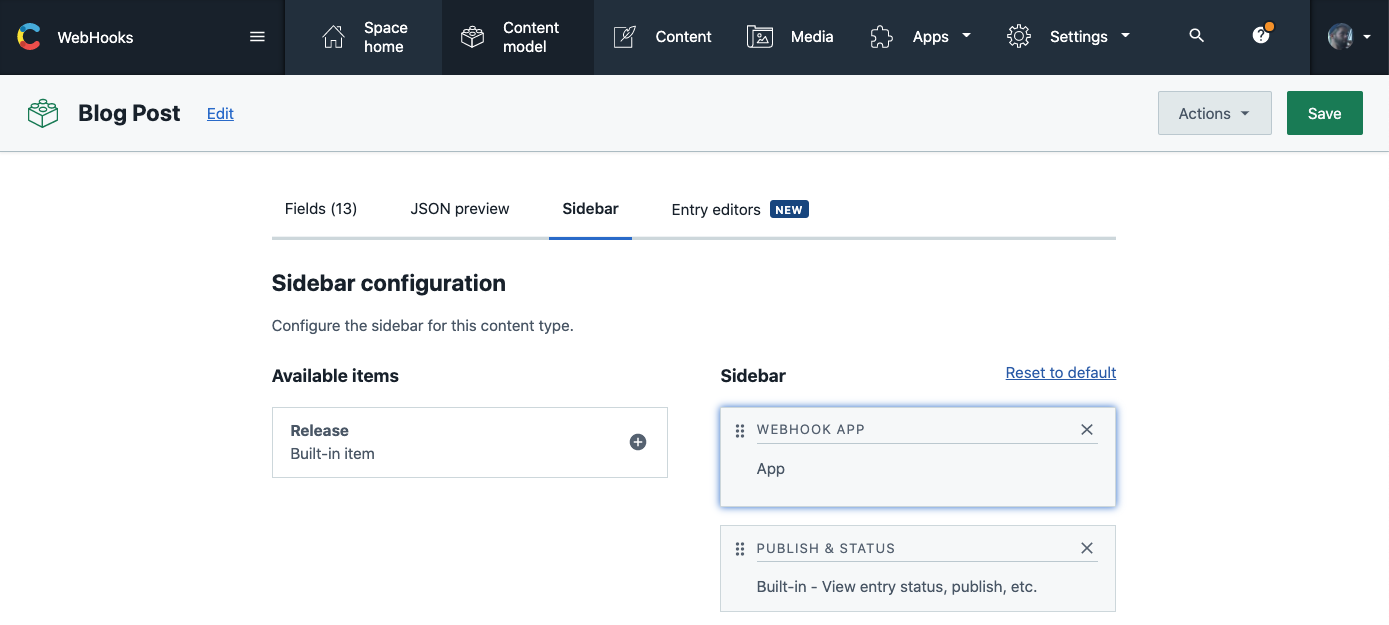 WebHooks
Space home
Content model
Content
Media
Apps
Settings
?
Blog Post
Edit
Actions
Save
Fields (13)
JSON preview
Sidebar
Entry editors NEW
Sidebar configuration
Configure the sidebar for this content type.
Available items
Release
Built-in item
Sidebar
Reset to default
WEBHOOK APP
App
PUBLISH & STATUS
Built-in - View entry status, publish, etc.